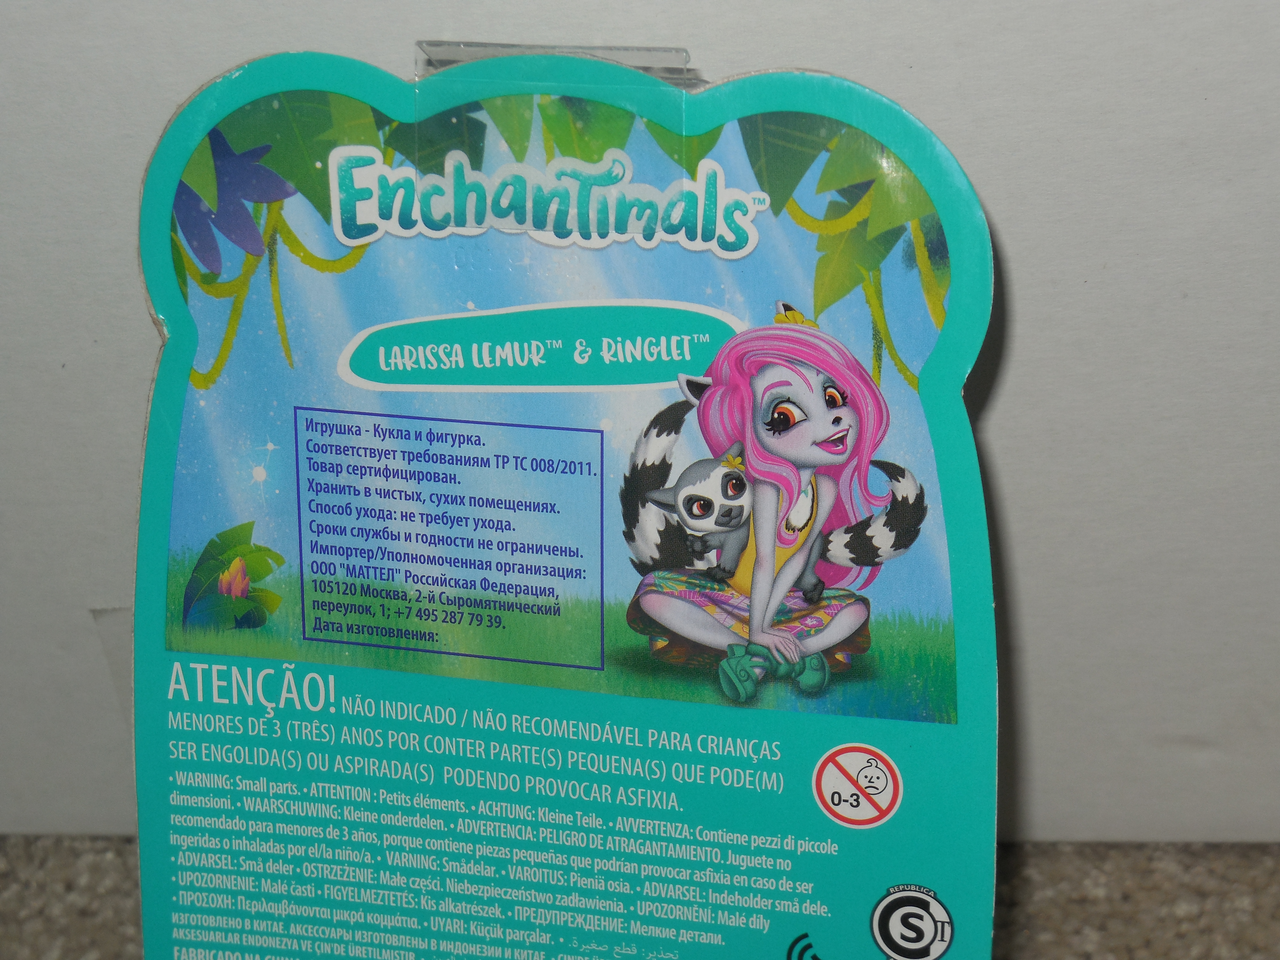 Enchantimals™
LARISSA LEMUR™ & RINGLET™
Игрушка - Кукла и фигурка.
Соответствует требованиям ТР ТС 008/2011.
Товар сертифицирован.
Хранить в чистых, сухих помещениях.
Способ ухода: не требует ухода.
Сроки службы и годности не ограничены.
Импортер/Уполномоченная организация:
ООО "МАТТЕЛ" Российская Федерация,
105120 Москва, 2-й Сыромятнический
переулок, 1; +7 495 287 79 39.
Дата изготовления:
ATENÇÃO! NÃO INDICADO / NÃO RECOMENDÁVEL PARA CRIANÇAS
MENORES DE 3 (TRÊS) ANOS POR CONTER PARTE(S) PEQUENA(S) QUE PODE(M)
SER ENGOLIDA(S) OU ASPIRADA(S) PODENDO PROVOCAR ASFIXIA.
0-3
• WARNING: Small parts. • ATTENTION : Petits éléments. • ACHTUNG: Kleine Teile. • AVVERTENZA: Contiene pezzi di piccole
dimensioni. • WAARSCHUWING: Kleine onderdelen. • ADVERTENCIA: PELIGRO DE ATRAGANTAMIENTO. Juguete no
recomendado para menores de 3 años, porque contiene piezas pequeñas que podrían provocar asfixia en caso de ser
ingeridas o inhaladas por el/la niño/a. • VARNING: Smådelar. • VAROITUS: Pieniä osia. • ADVARSEL: Indeholder små dele.
• ADVARSEL: Små deler • OSTRZEŻENIE: Małe części. Niebezpieczeństwo zadławienia. • UPOZORNĚNÍ: Malé díly
• UPOZORNENIE: Malé časti • FIGYELMEZTETÉS: Kis alkatrészek. • ПРЕДУПРЕЖДЕНИЕ: Мелкие детали.
• ΠΡΟΣΟΧΗ: Περιλαμβάνονται μικρά κομμάτια. • UYARI: Küçük parçalar. • تحذير: قطع صغيرة.
ИЗГОТОВЛЕНО В КИТАЕ. АКСЕССУАРЫ ИЗГОТОВЛЕНЫ В ИНДОНЕЗИИ И КИТАЕ.
AKSESUARLAR ENDONEZYA VE ÇİN'DE ÜRETİLMİŞTİR
FABRICADO NA CHINA
REPUBLICA
CST